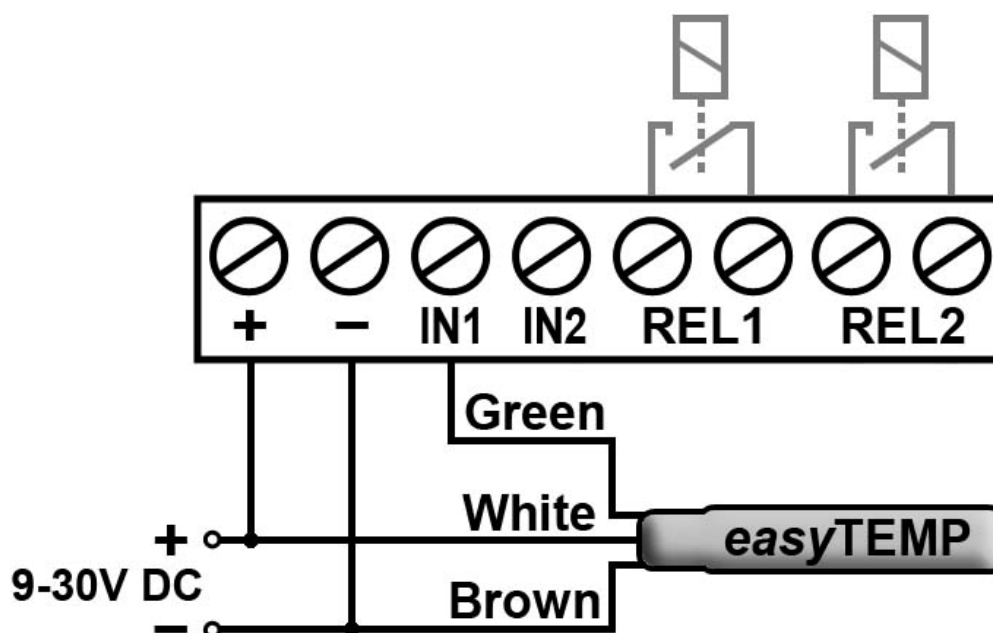 + − IN1 IN2 REL1 REL2
Green
White
easyTEMP
+
9-30V DC
Brown
−